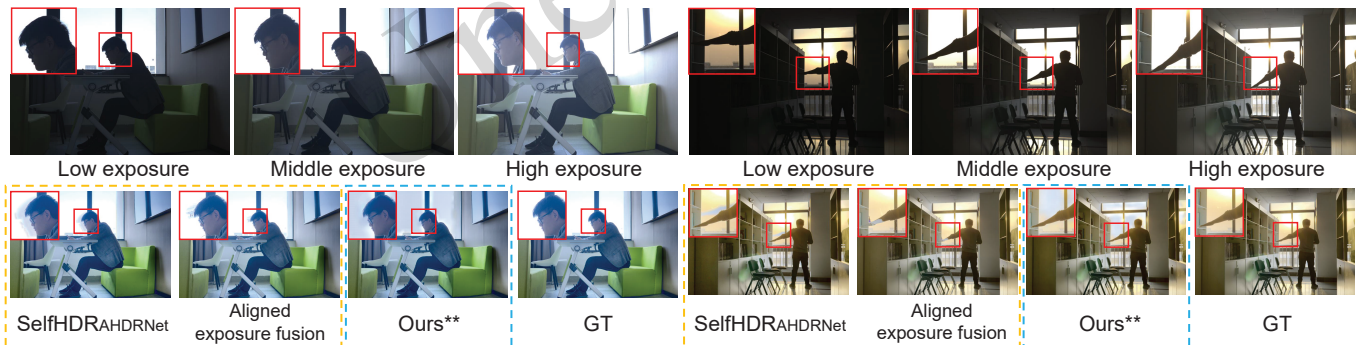 Low exposure Middle exposure High exposure Low exposure Middle exposure High exposure
SelfHDRAHDRNet Aligned exposure fusion Ours** GT SelfHDRAHDRNet Aligned exposure fusion Ours** GT